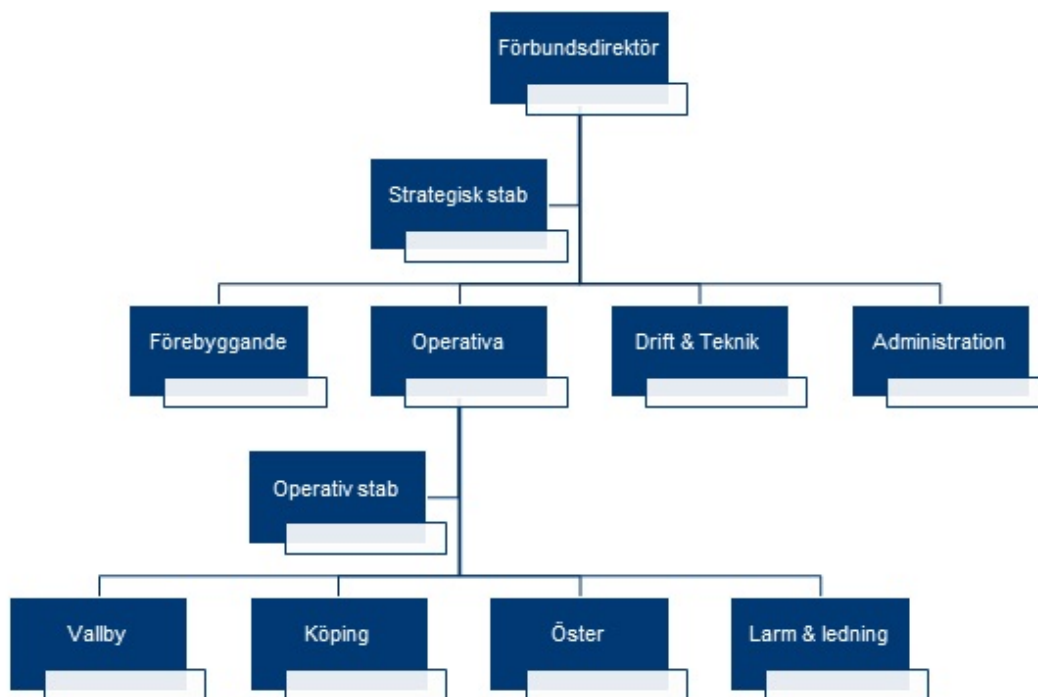 Förbundsdirektör
Strategisk stab
Förebyggande
Operativa
Drift & Teknik
Administration
Operativ stab
Vallby
Köping
Öster
Larm & ledning